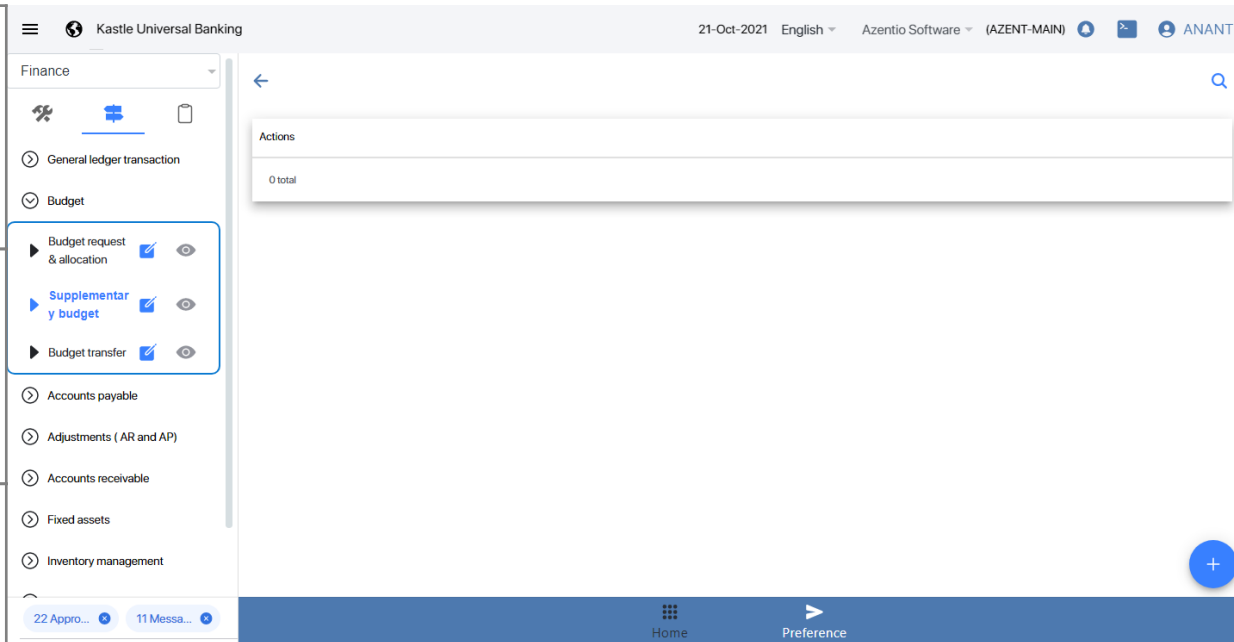 Kastle Universal Banking
21-Oct-2021 English Azentio Software (AZENT-MAIN) ANANT
Finance
General ledger transaction
Budget
Budget request
& allocation
Supplementar
y budget
Budget transfer
Accounts payable
Adjustments ( AR and AP)
Accounts receivable
Fixed assets
Inventory management
22 Appro...
11 Messa...
Actions
0 total
+
Home
Preference